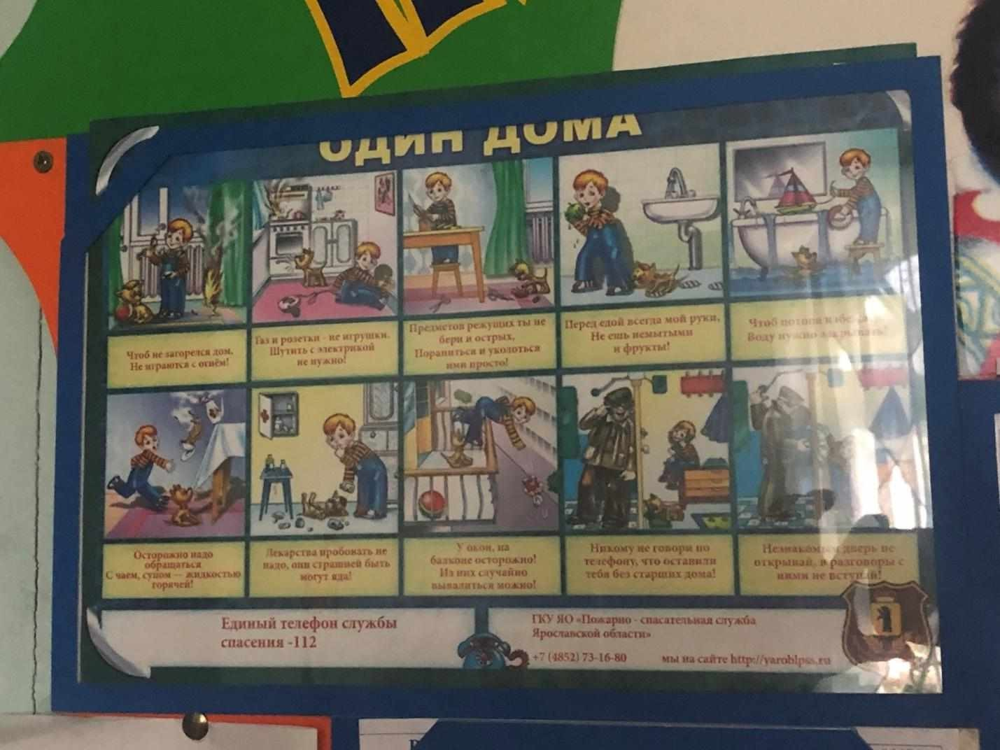 ОДИН ДОМА
Чтоб не загорелся дом,
Не играются с огнём!
Газ и розетки - не игрушки.
Шутить с электрикой
не нужно!
Предметов режущих ты не
бери и острых,
Пораниться и уколоться
ими просто!
Перед едой всегда мой руки,
Не ешь немытыми
и фрукты!
Чтоб потопа
Воду нужно закрывать!
Осторожно надо
обращаться
С чаем, супом — жидкостью
горячей!
Лекарства пробовать не
надо, они страшней быть
могут яда!
У окон, на
балконе осторожно!
Из них случайно
вывалиться можно!
Никому не говори по
телефону, что оставили
тебя без старших дома!
Незнакомым дверь не
открывай, в разговоры с
ними не вступай!
Единый телефон службы
спасения -112
ГКУ ЯО «Пожарно - спасательная служба
Ярославской области»
+7 (4852) 73-16-80 мы на сайте http://yaroblpss.ru